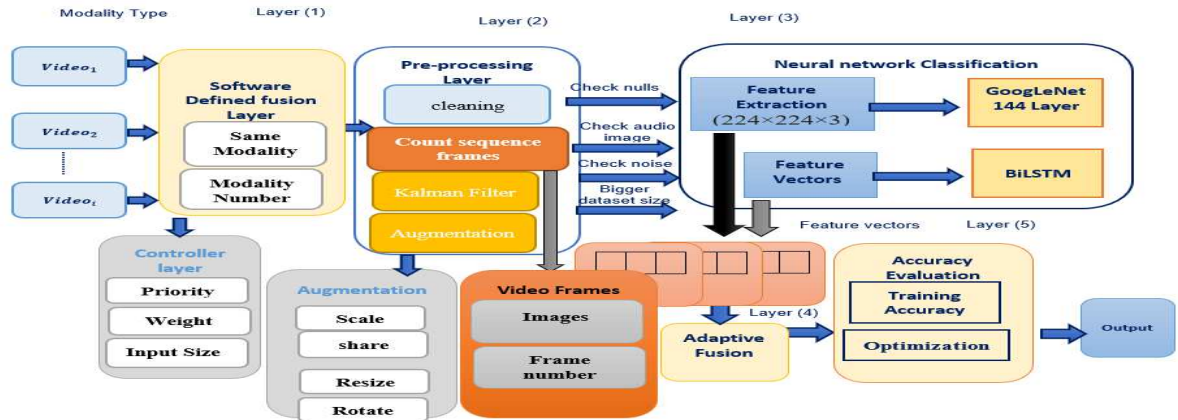 Modality Type
Layer (1)
Layer (2)
Layer (3)
Video1
Video2
Videoi
Software
Defined fusion
Layer
Same
Modality
Modality
Number
Pre-processing
Layer
cleaning
Count sequence
frames
Kalman Filter
Augmentation
Check nulls
Check audio
image
Check noise
Bigger
dataset size
Neural network Classification
Feature
Extraction
(224×224×3)
GoogLeNet
144 Layer
Feature
Vectors
BiLSTM
Feature vectors
Layer (5)
Controller
layer
Priority
Weight
Input Size
Augmentation
Scale
share
Resize
Rotate
Video Frames
Images
Frame
number
Adaptive
Fusion
Layer (4)
Accuracy
Evaluation
Training
Accuracy
Optimization
Output